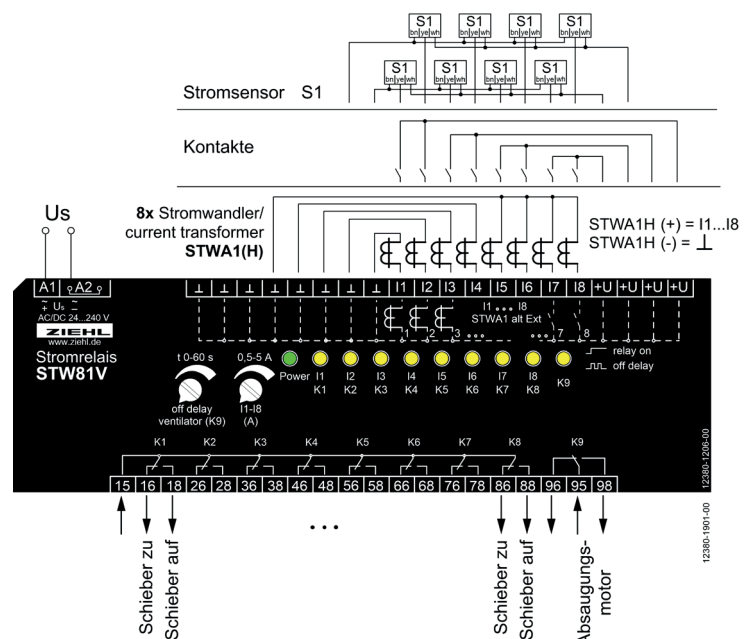 S1 S1 S1 S1
bn ye wh bn ye wh bn ye wh bn ye wh
S1 S1 S1 S1
bn ye wh bn ye wh bn ye wh bn ye wh
Stromsensor S1
Kontakte
Us
8x Stromwandler/
current transformer
STWA1(H)
STWA1H (+) = I1...I8
STWA1H (-) = ⊥
A1 A2 ⊥ ⊥ ⊥ ⊥ ⊥ ⊥ ⊥ ⊥ I1 I2 I3 I4 I5 I6 I7 I8 +U +U +U +U
~ Us ~
+ −
AC/DC 24...240 V
ZIEHL
www.ziehl.de
Stromrelais
STW81V
I1 ... I8
STWA1 alt Ext
1 2 3 ... ... 7 8
t 0-60 s
off delay
ventilator (K9)
0,5-5 A
I1-I8
(A)
Power I1 I2 I3 I4 I5 I6 I7 I8
K1 K2 K3 K4 K5 K6 K7 K8 K9
relay on
off delay
K1 K2 K3 K4 K5 K6 K7 K8 K9
15 16 18 26 28 36 38 46 48 56 58 66 68 76 78 86 88 96 95 98
12380-1206-00
12380-1901-00
Schieber zu
Schieber auf
...
Schieber zu
Schieber auf
Absaugungs-
motor